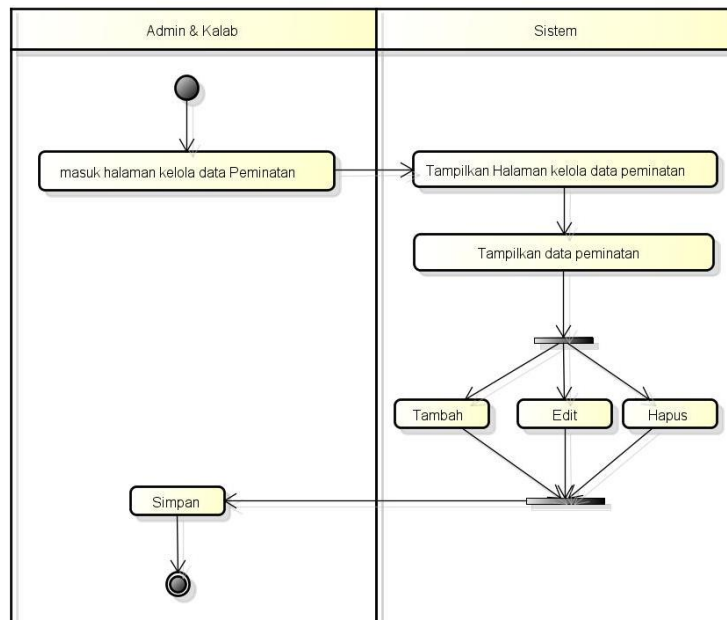 Admin & Kalab
Sistem
masuk halaman kelola data Peminatan
Tampilkan Halaman kelola data peminatan
Tampilkan data peminatan
Tambah
Edit
Hapus
Simpan